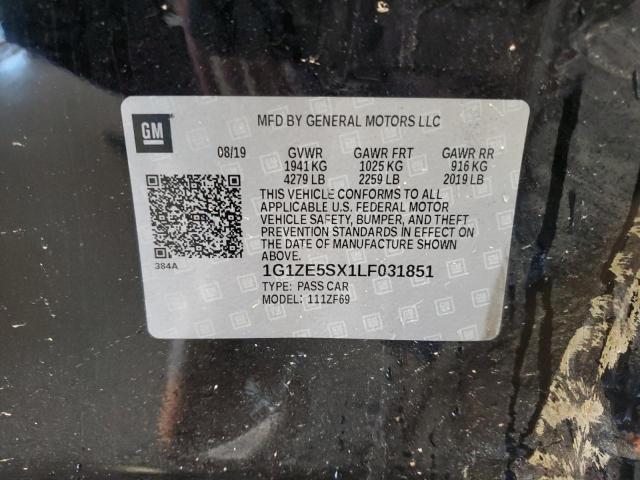 GM
MFD BY GENERAL MOTORS LLC
08/19 GVWR GAWR FRT GAWR RR
1941 KG 1025 KG 916 KG
4279 LB 2259 LB 2019 LB
THIS VEHICLE CONFORMS TO ALL
APPLICABLE U.S. FEDERAL MOTOR
VEHICLE SAFETY, BUMPER, AND THEFT
PREVENTION STANDARDS IN EFFECT ON
THE DATE OF MANUFACTURE SHOWN
ABOVE.
384A
1G1ZE5SX1LF031851
TYPE: PASS CAR
MODEL: 111ZF69